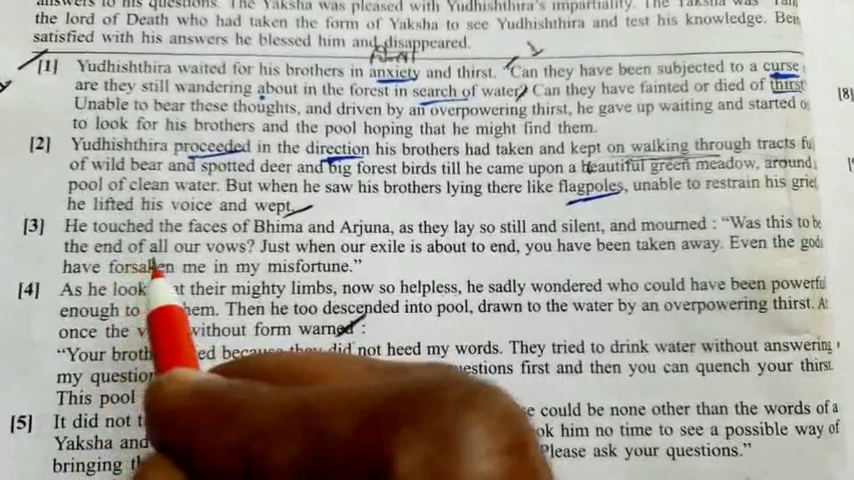 answers to his questions. The Yaksha was pleased with Yudhishthira's impartiality. The Yaksha was Yam
the lord of Death who had taken the form of Yaksha to see Yudhishthira and test his knowledge. Bei
satisfied with his answers he blessed him and disappeared.
[1] Yudhishthira waited for his brothers in anxiety and thirst. "Can they have been subjected to a curse
are they still wandering about in the forest in search of water? Can they have fainted or died of thirst
Unable to bear these thoughts, and driven by an overpowering thirst, he gave up waiting and started o
to look for his brothers and the pool hoping that he might find them.
[8]
[2] Yudhishthira proceeded in the direction his brothers had taken and kept on walking through tracts fu
of wild bear and spotted deer and big forest birds till he came upon a beautiful green meadow, around
pool of clean water. But when he saw his brothers lying there like flagpoles, unable to restrain his grie
he lifted his voice and wept.
[3] He touched the faces of Bhima and Arjuna, as they lay so still and silent, and mourned : "Was this to be
the end of all our vows? Just when our exile is about to end, you have been taken away. Even the gods
have forsaken me in my misfortune."
[4] As he look at their mighty limbs, now so helpless, he sadly wondered who could have been powerful
enough to hem. Then he too descended into pool, drawn to the water by an overpowering thirst. At
once the v without form warned :
"Your broth ed because they did not heed my words. They tried to drink water without answering
my question estions first and then you can quench your thirst.
This pool
[5] It did not t e could be none other than the words of a
Yaksha and ok him no time to see a possible way of
bringing th Please ask your questions."